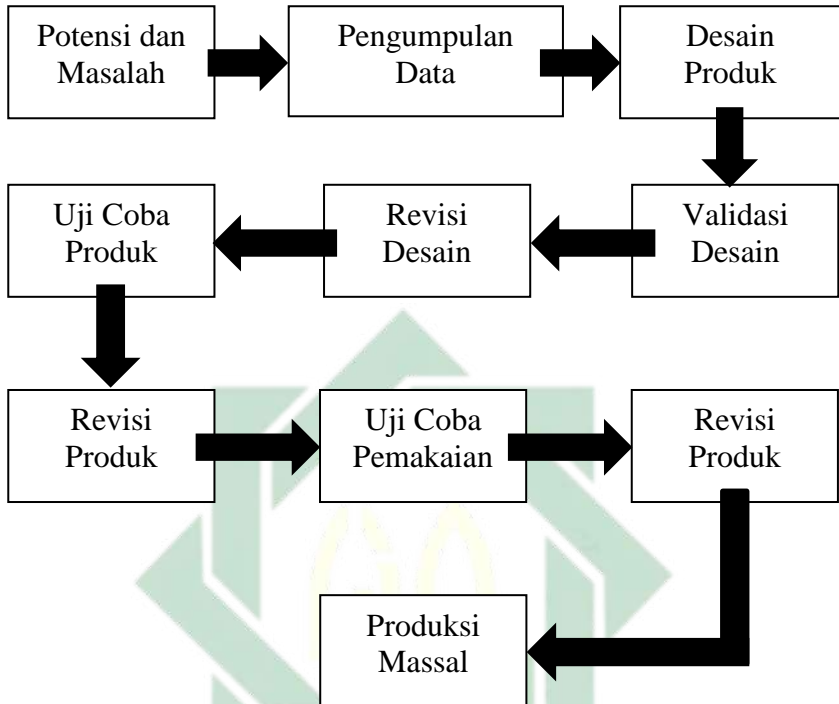 Potensi dan
Masalah
Pengumpulan
Data
Desain
Produk
Validasi
Desain
Revisi
Desain
Uji Coba
Produk
Revisi
Produk
Uji Coba
Pemakaian
Revisi
Produk
Produksi
Massal